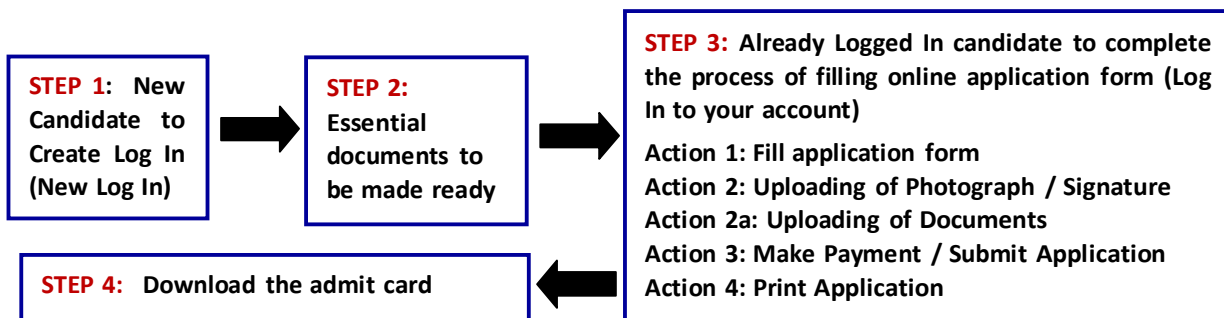 STEP 1: New
Candidate to
Create Log In
(New Log In)
STEP 2:
Essential
documents to
be made ready
STEP 3: Already Logged In candidate to complete
the process of filling online application form (Log
In to your account)
Action 1: Fill application form
Action 2: Uploading of Photograph / Signature
Action 2a: Uploading of Documents
Action 3: Make Payment / Submit Application
Action 4: Print Application
STEP 4: Download the admit card